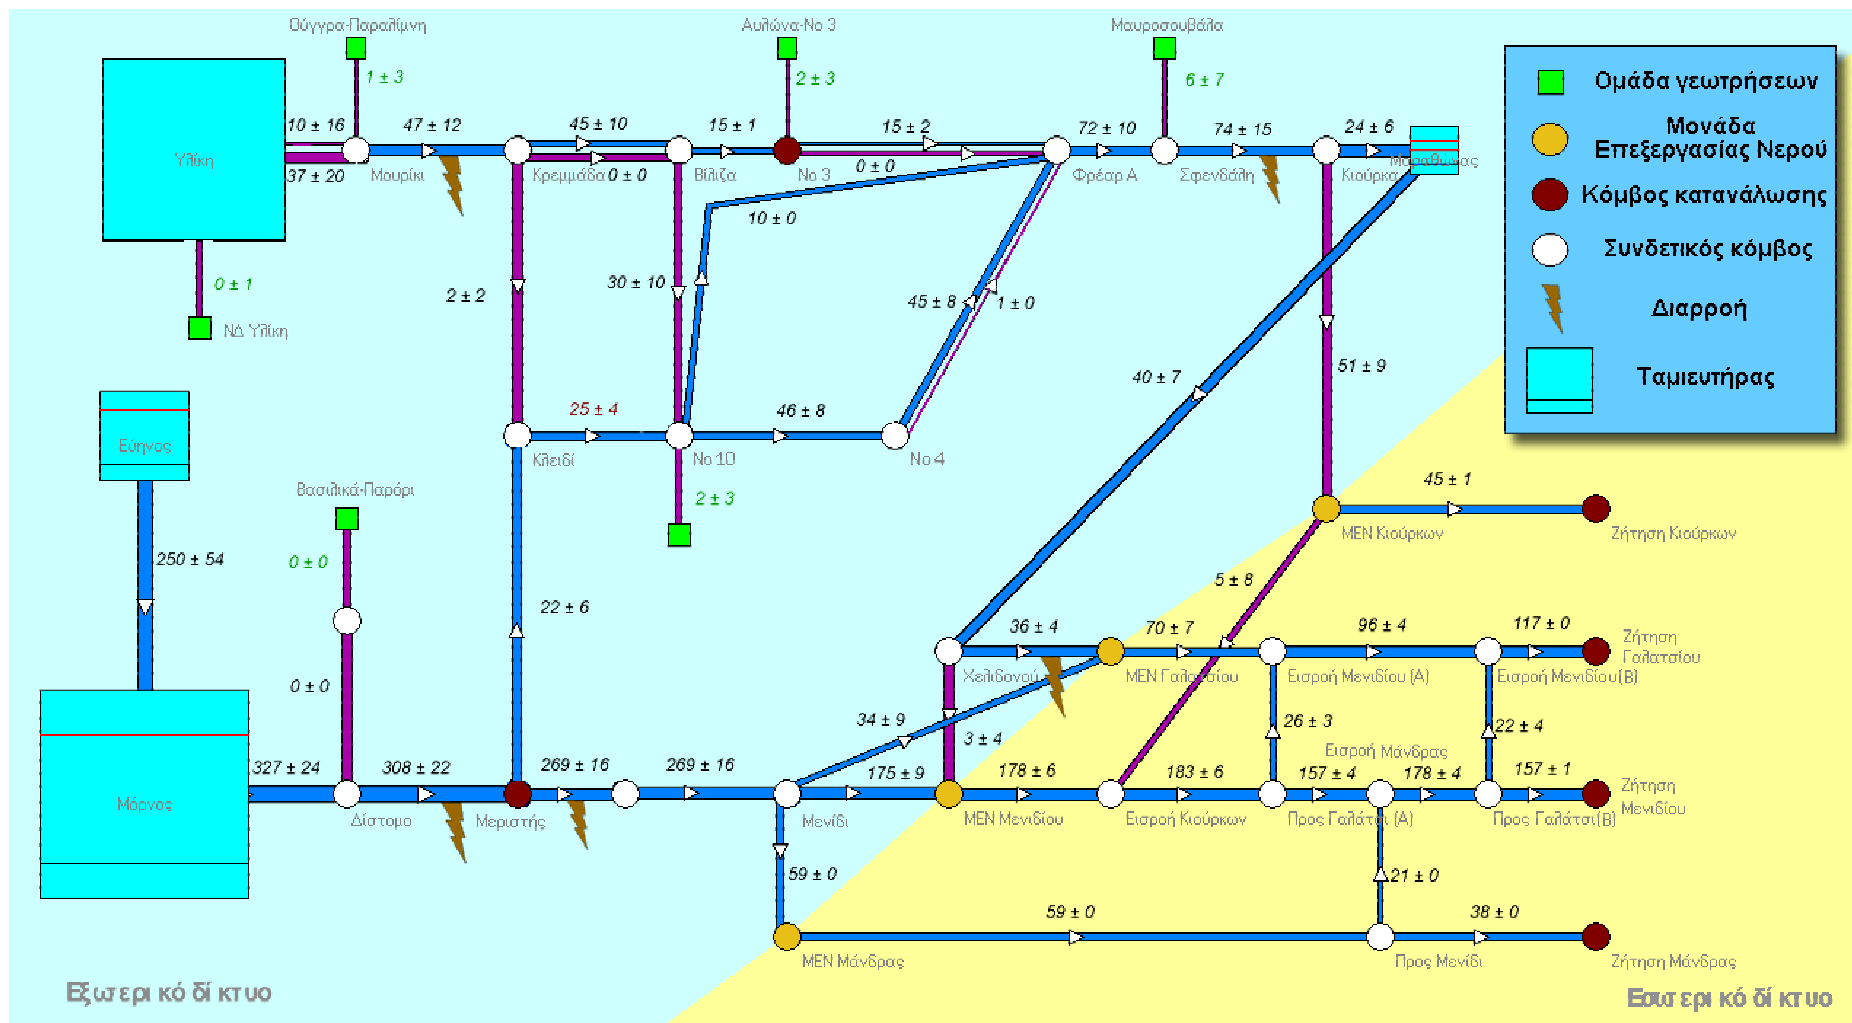 Ούγγρα-Παραλίμνη
Αυλώνα-Νο 3
Μαυροσουβάλα
1 ± 3
2 ± 3
6 ± 7
10 ± 16
47 ± 12
45 ± 10
15 ± 1
15 ± 2
72 ± 10
74 ± 15
24 ± 6
Υλίκη
37 ± 20
Μουρίκι
Κρεμμάδα
0 ± 0
Βίλιζα
Νο 3
0 ± 0
Φρέαρ Α
Σφενδάλη
Κιούρκα
Μαραθώνας
10 ± 0
0 ± 1
ΝΔ Υλίκη
2 ± 2
30 ± 10
45 ± 8
1 ± 0
40 ± 7
51 ± 9
Ομάδα γεωτρήσεων
Μονάδα
Επεξεργασίας Νερού
Κόμβος κατανάλωσης
Συνδετικός κόμβος
Διαρροή
Ταμιευτήρας
Εύηνος
25 ± 4
46 ± 8
Κλειδί
Νο 10
Νο 4
Βασιλικά-Παρόρι
2 ± 3
45 ± 1
ΜΕΝ Κιούρκων
Ζήτηση Κιούρκων
250 ± 54
0 ± 0
22 ± 6
5 ± 8
36 ± 4
70 ± 7
96 ± 4
117 ± 0
Ζήτηση
Γαλατσίου
Χελιδονού
ΜΕΝ Γαλατσίου
Εισροή Μενιδίου (Α)
Εισροή Μενιδίου(Β)
0 ± 0
34 ± 9
3 ± 4
26 ± 3
22 ± 4
Εισροή Μάνδρας
327 ± 24
308 ± 22
269 ± 16
269 ± 16
175 ± 9
178 ± 6
183 ± 6
157 ± 4
178 ± 4
157 ± 1
Ζήτηση
Μενιδίου
Μόρνος
Δίστομο
Μεριστής
Μενίδι
ΜΕΝ Μενιδίου
Εισροή Κιούρκων
Προς Γαλάτσι (Α)
Προς Γαλάτσι(Β)
59 ± 0
21 ± 0
59 ± 0
38 ± 0
ΜΕΝ Μάνδρας
Προς Μενίδι
Ζήτηση Μάνδρας
Εξωτερικό δίκτυο
Εσωτερικό δίκτυο